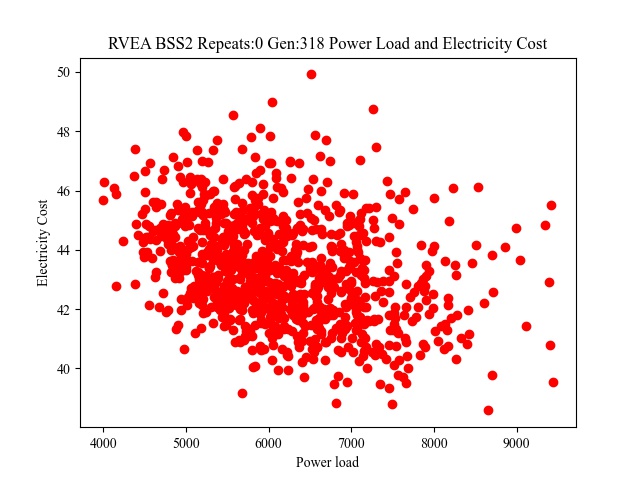 RVEA BSS2 Repeats:0 Gen:318 Power Load and Electricity Cost
50
48
46
44
42
40
Electricity Cost
4000 5000 6000 7000 8000 9000
Power load